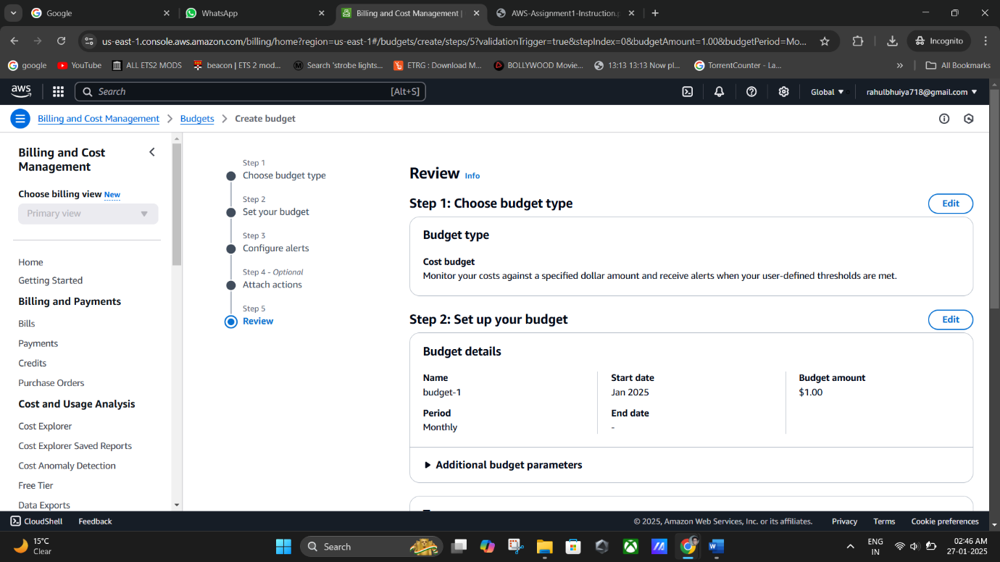 Google
WhatsApp
Billing and Cost Management |
AWS-Assignment1-Instruction.p
us-east-1.console.aws.amazon.com/billing/home?region=us-east-1#/budgets/create/steps/5?validationTrigger=true&stepIndex=0&budgetAmount=1.00&budgetPeriod=Mo...
Incognito
google
YouTube
ALL ETS2 MODS
beacon | ETS 2 mod...
Search 'strobe lights...
ETRG : Download M...
BOLLYWOOD Movie...
13:13 13:13 Now pl...
TorrentCounter - La...
»
All Bookmarks
aws
Search
[Alt+S]
Global
rahulbhuiya718@gmail.com
Billing and Cost Management > Budgets > Create budget
Billing and Cost
Management
Choose billing view New
Primary view
Home
Getting Started
Billing and Payments
Bills
Payments
Credits
Purchase Orders
Cost and Usage Analysis
Cost Explorer
Cost Explorer Saved Reports
Cost Anomaly Detection
Free Tier
Data Exports
Step 1
Choose budget type
Step 2
Set your budget
Step 3
Configure alerts
Step 4 - Optional
Attach actions
Step 5
Review
Review Info
Step 1: Choose budget type
Edit
Budget type
Cost budget
Monitor your costs against a specified dollar amount and receive alerts when your user-defined thresholds are met.
Step 2: Set up your budget
Edit
Budget details
Name
budget-1
Period
Monthly
Start date
Jan 2025
End date
-
Budget amount
$1.00
Additional budget parameters
CloudShell
Feedback
© 2025, Amazon Web Services, Inc. or its affiliates.
Privacy
Terms
Cookie preferences
15°C
Clear
Search
ENG
IN
02:46 AM
27-01-2025